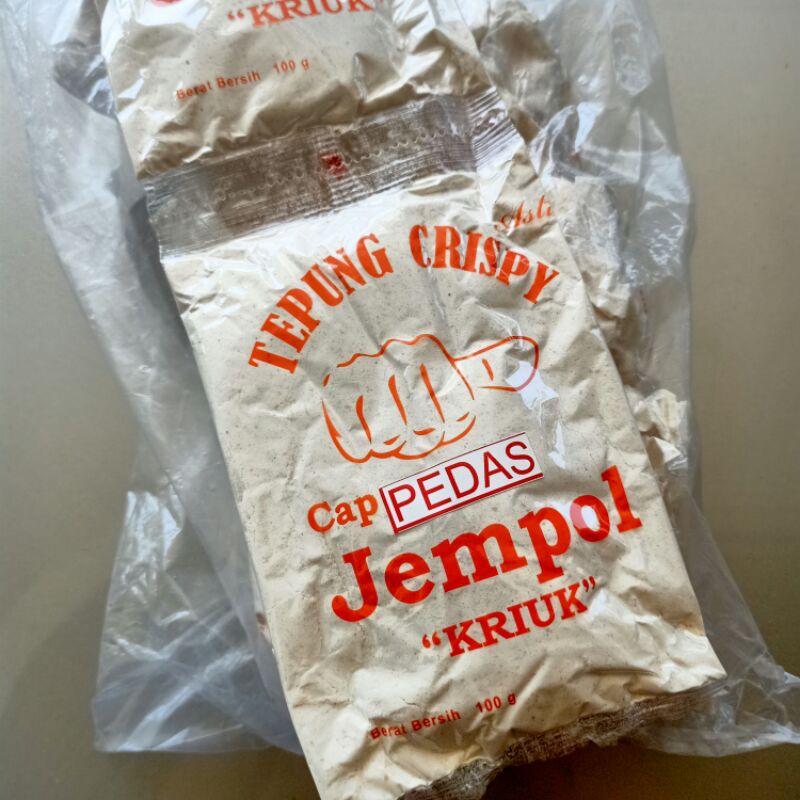 "KRIUK"
Berat Bersih 100 g
Asli
TEPUNG CRISPY
Cap PEDAS
Jempol
"KRIUK"
Berat Bersih 100 g